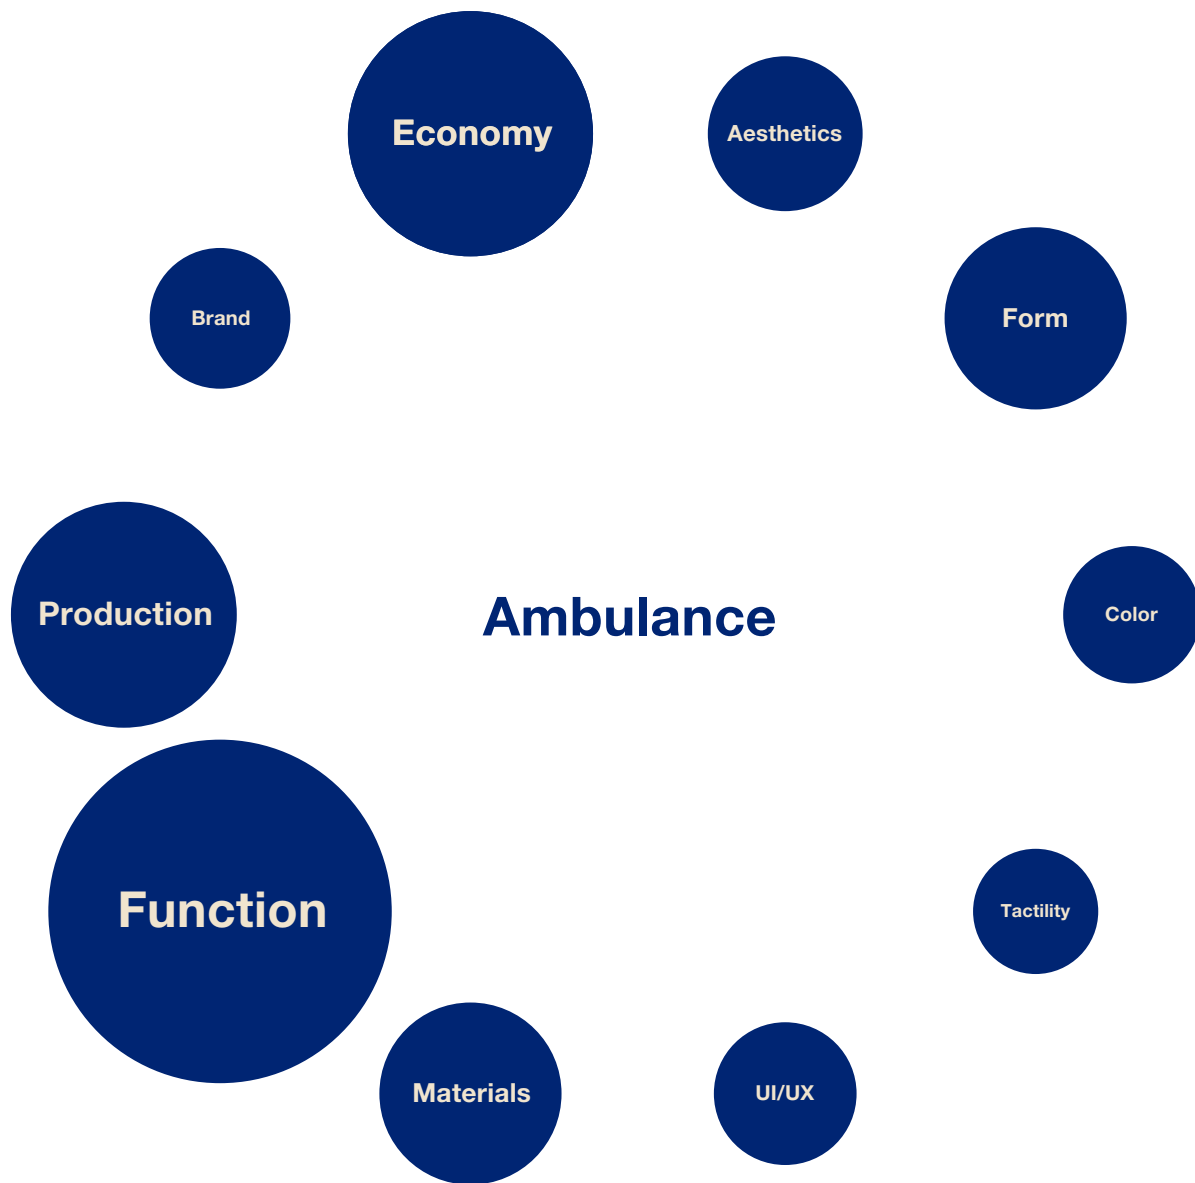 Economy
Aesthetics
Brand
Form
Production
Ambulance
Color
Function
Tactility
Materials
UI/UX